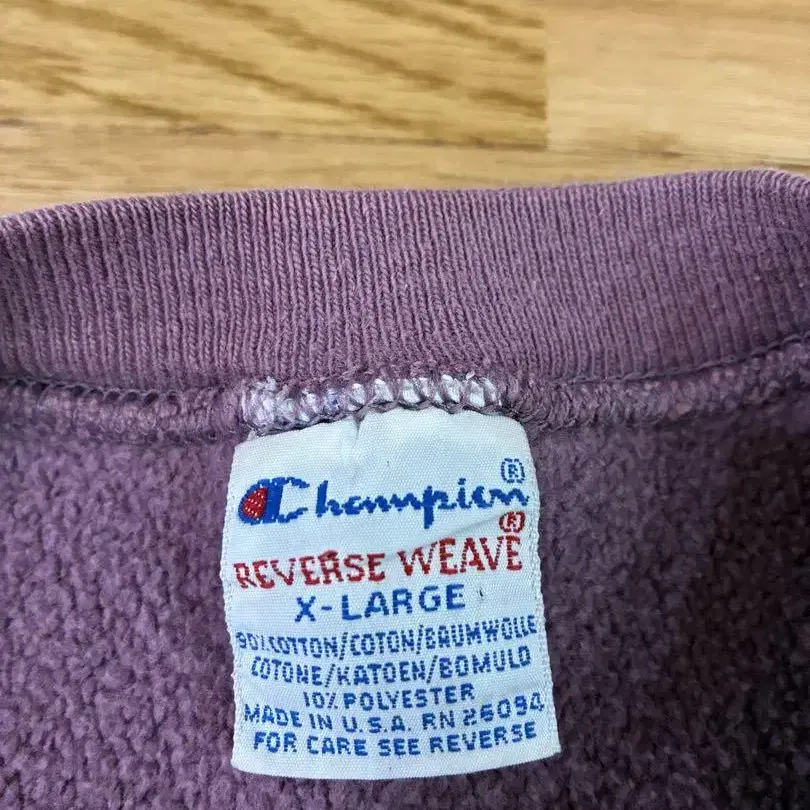 Champion®
REVERSE WEAVE®
X-LARGE
90% COTTON/COTON/BAUMWOLLE
COTONE/KATOEN/BOMULD
10% POLYESTER
MADE IN U.S.A. RN 26094
FOR CARE SEE REVERSE